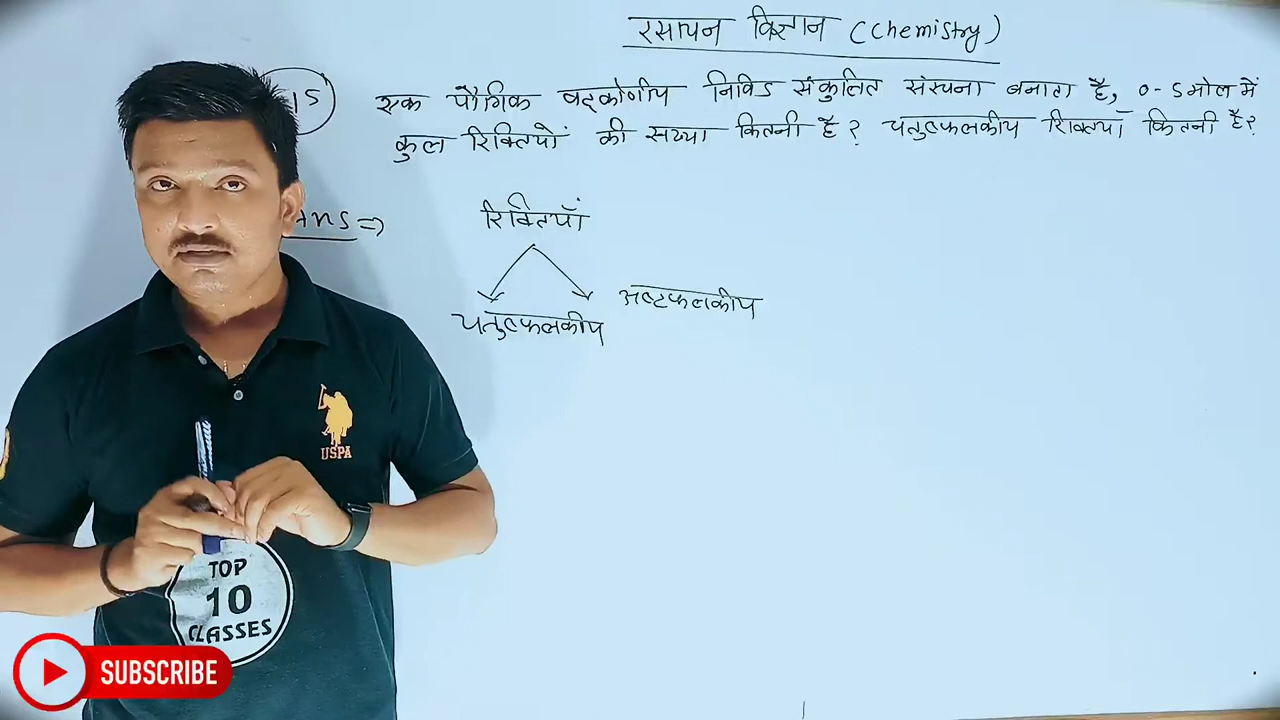 रसायन विज्ञान (Chemistry)
15
एक यौगिक षट्कोणीय निविड संकुलित संरचना बनाता है, 0-5 मोल में
कुल रिक्तियों की संख्या कितनी है? चतुष्फलकीय रिक्तियाँ कितनी है?
Ans ⇒
रिक्तियाँ
चतुष्फलकीय
अष्टफलकीय
USPA
TOP
10
CLASSES
SUBSCRIBE